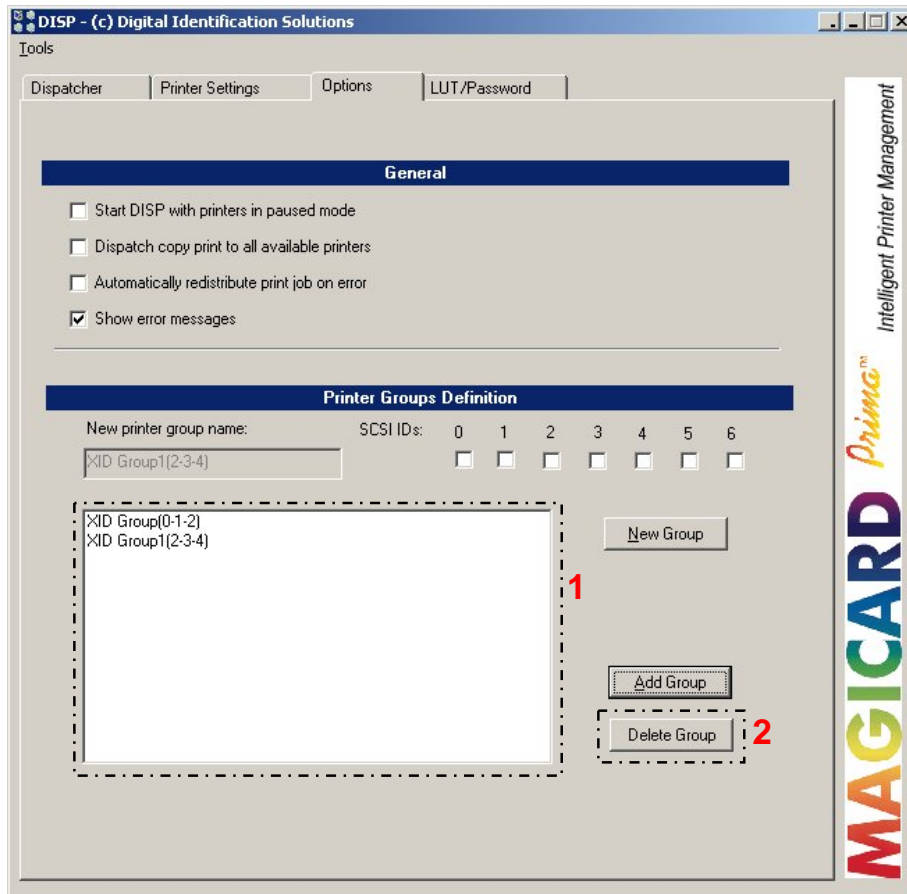 DISP - (c) Digital Identification Solutions
Tools
Dispatcher
Printer Settings
Options
LUT/Password
General
Start DISP with printers in paused mode
Dispatch copy print to all available printers
Automatically redistribute print job on error
Show error messages
Printer Groups Definition
New printer group name:
SCSI IDs: 0 1 2 3 4 5 6
XID Group1(2-3-4)
XID Group(0-1-2)
XID Group1(2-3-4)
1
New Group
Add Group
Delete Group
2
MAGICARD Prima™ Intelligent Printer Management